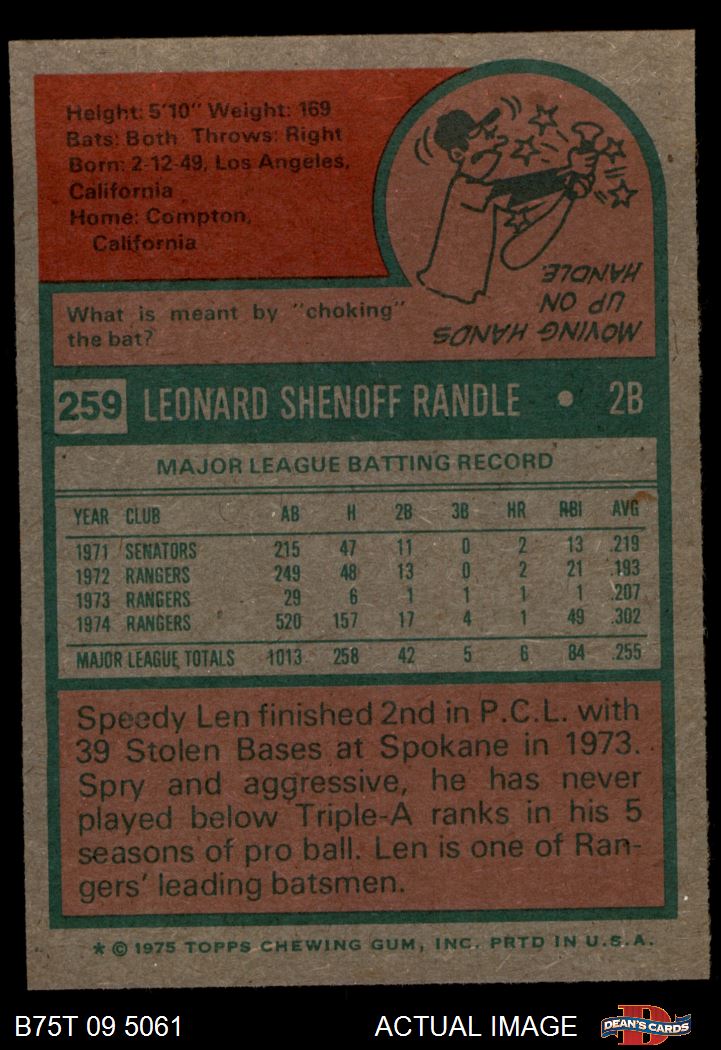 Height: 5'10" Weight: 169
Bats: Both Throws: Right
Born: 2-12-49, Los Angeles,
California
Home: Compton,
California
What is meant by "choking"
the bat?
MOVING HANDS
UP ON
HANDLE.
259 LEONARD SHENOFF RANDLE • 2B
MAJOR LEAGUE BATTING RECORD
YEAR CLUB AB H 2B 3B HR RBI AVG
1971 SENATORS 215 47 11 0 2 13 .219
1972 RANGERS 249 48 13 0 2 21 .193
1973 RANGERS 29 6 1 1 1 1 .207
1974 RANGERS 520 157 17 4 1 49 .302
MAJOR LEAGUE TOTALS 1013 258 42 5 6 84 .255
Speedy Len finished 2nd in P.C.L. with
39 Stolen Bases at Spokane in 1973.
Spry and aggressive, he has never
played below Triple-A ranks in his 5
seasons of pro ball. Len is one of Ran-
gers' leading batsmen.
* © 1975 TOPPS CHEWING GUM, INC. PRTD IN U.S.A.
B75T 09 5061 ACTUAL IMAGE
D
DEAN'S CARDS